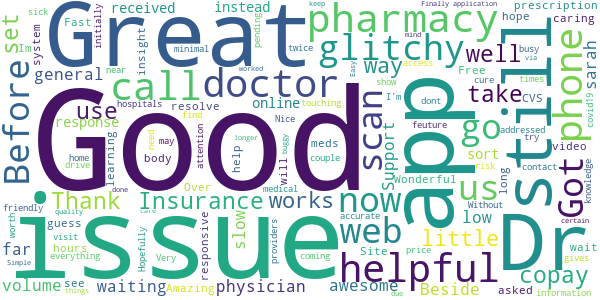 Good
Great
issue
app
Dr
still
pharmacy
glitchy
helpful
doctor
call
Before
scan
phone
web
now
go
us
Got
well
take
way
set
use
Thank
Insurance
works
copay
little
physician
awesome
waiting
Beside
slow
low
far
volume
Support
online
instead
received
general
response
Fast
insight
system
initially
Im
sick
hospitals
resolve
minimal
twice
pending
near
touching
meds
couple
help
will
attention
may
need
find
body
learning
drive
home
Nice
I'm
Over
responsive
Wonderful
Amazing
Very
guess
hours
visit
friendly
worth
quality
everything
see
things
Simple
Hopefully
done
care
medical
longer
buggy
providers
coming
accurate
Site
price
due
certain
mind
worked
Easy
keep
Finally
application
access
via
show
dont
feuture
Free
cure
CVS
times
try
contact
addressed
risk
sort
video
long
Without
knowledge
wait
gives
asked
information
hope
busy
sarah
covid19
caring
prescription